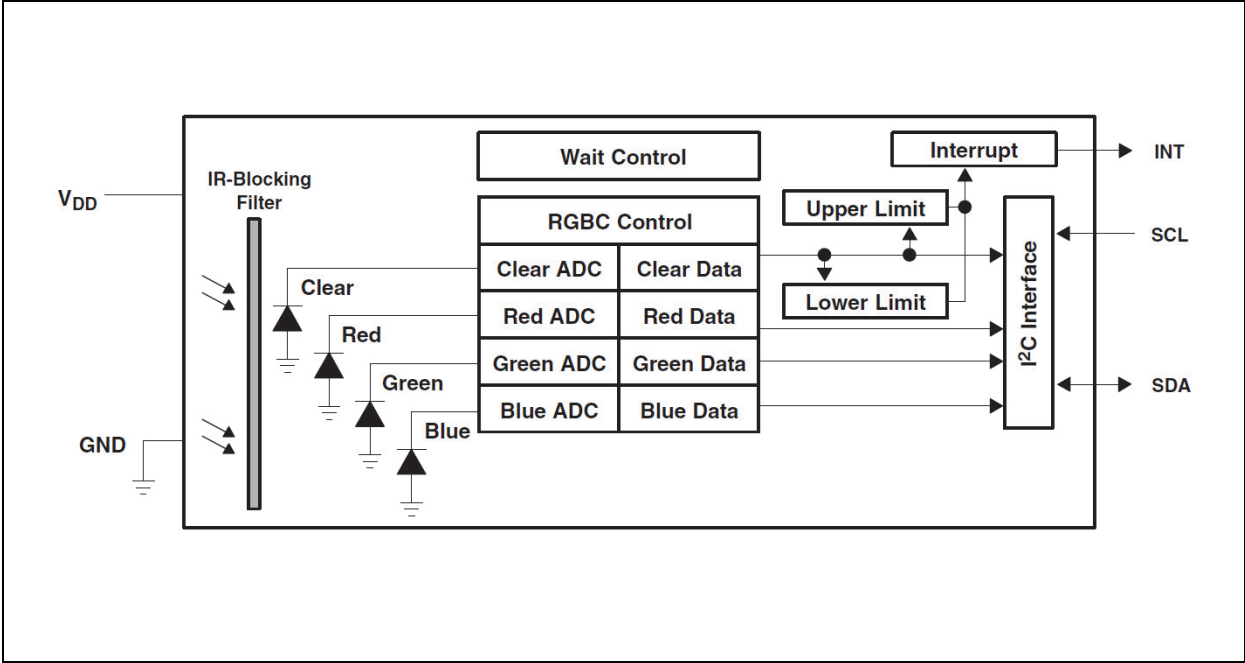 Wait Control
Interrupt
INT
IR-Blocking
Filter
V_DD
RGBC Control
Upper Limit
SCL
Clear ADC
Clear Data
Clear
Lower Limit
Red ADC
Red Data
Red
I²C Interface
Green ADC
Green Data
Green
SDA
Blue ADC
Blue Data
Blue
GND